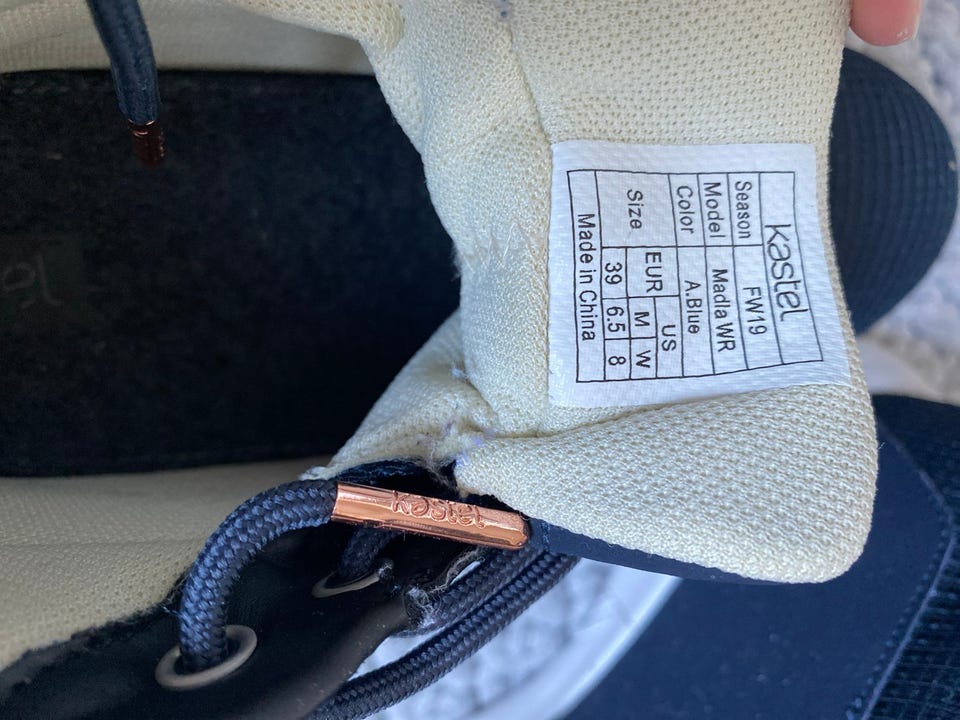 kastel
Season FW19
Model Madla WR
Color A.Blue
Size EUR US
M W
39 6.5 8
Made in China
kastel